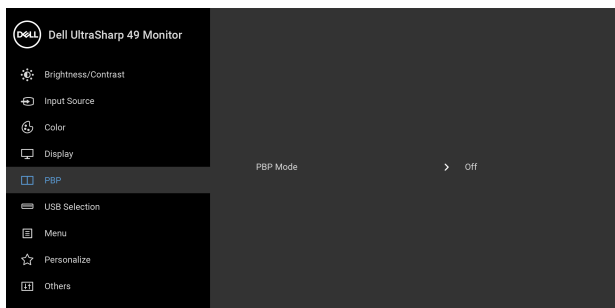 DELL Dell UltraSharp 49 Monitor
Brightness/Contrast
Input Source
Color
Display
PBP Mode Off
PBP
USB Selection
Menu
Personalize
Others